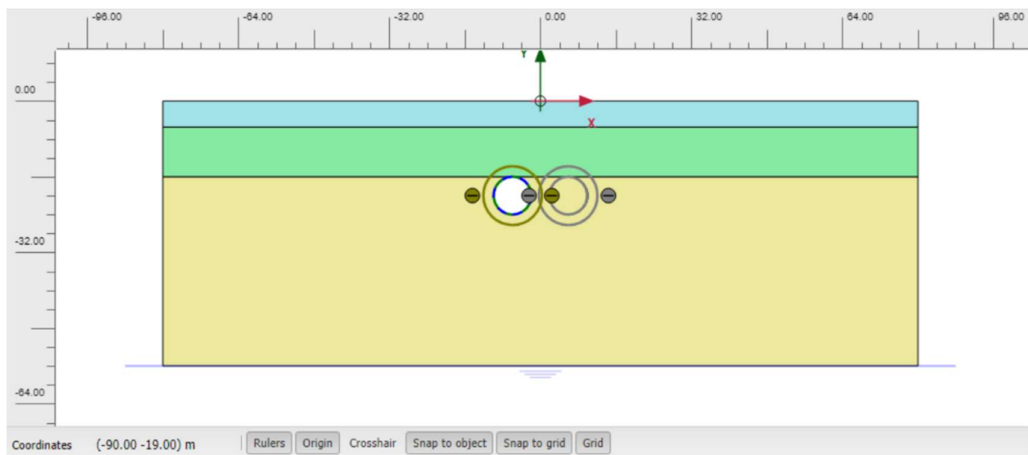 -96.00 -64.00 -32.00 0.00 32.00 64.00 96.00
Y
0.00
X
-32.00
-64.00
Coordinates (-90.00 -19.00) m Rulers Origin Crosshair Snap to object Snap to grid Grid